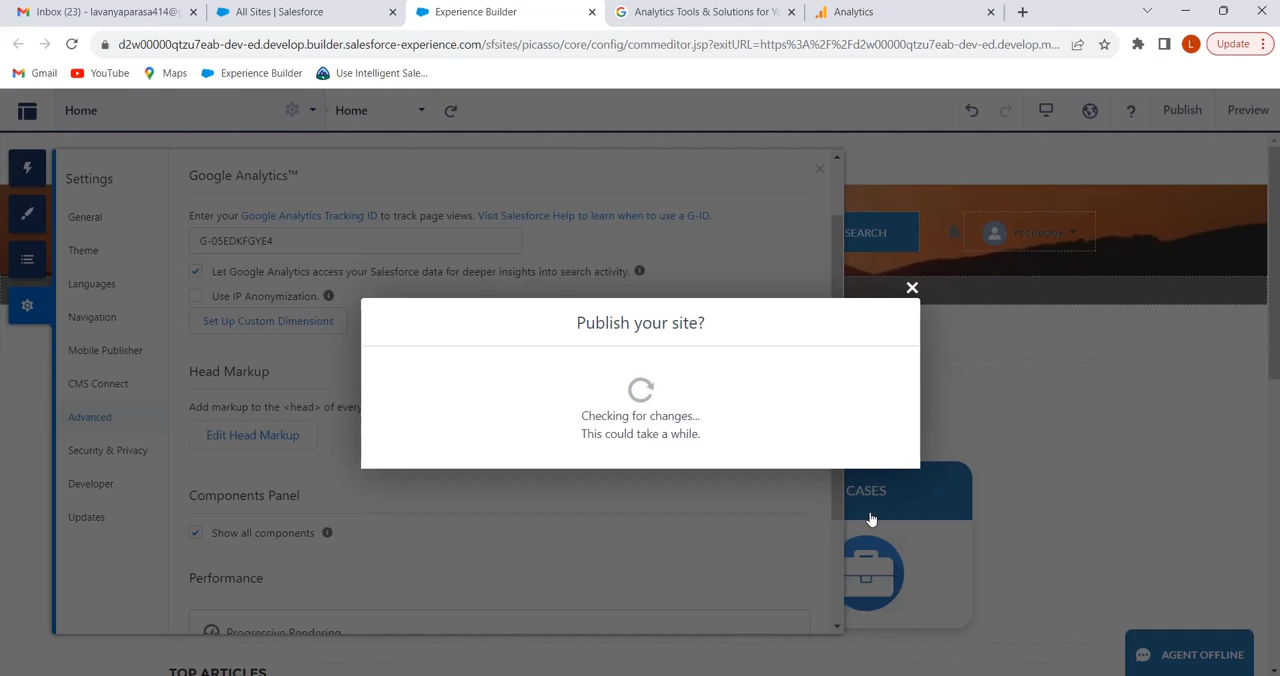 Inbox (23) - lavanyaparasa414@g
All Sites | Salesforce
Experience Builder
Analytics Tools & Solutions for Y
Analytics
d2w00000qtzu7eab-dev-ed.develop.builder.salesforce-experience.com/sfsites/picasso/core/config/commeditor.jsp?exitURL=https%3A%2F%2Fd2w00000qtzu7eab-dev-ed.develop.m...
L
Update
Gmail
YouTube
Maps
Experience Builder
Use Intelligent Sale...
Home
Home
?
Publish
Preview
Settings
General
Theme
Languages
Navigation
Mobile Publisher
CMS Connect
Advanced
Security & Privacy
Developer
Updates
Google Analytics™
Enter your Google Analytics Tracking ID to track page views. Visit Salesforce Help to learn when to use a G-ID.
G-05EDKFGYE4
Let Google Analytics access your Salesforce data for deeper insights into search activity.
Use IP Anonymization.
Set Up Custom Dimensions
Head Markup
Add markup to the <head> of every
Edit Head Markup
Components Panel
Show all components
Performance
Progressive Rendering
SEARCH
Publish your site?
Checking for changes...
This could take a while.
CASES
AGENT OFFLINE
TOP ARTICLES